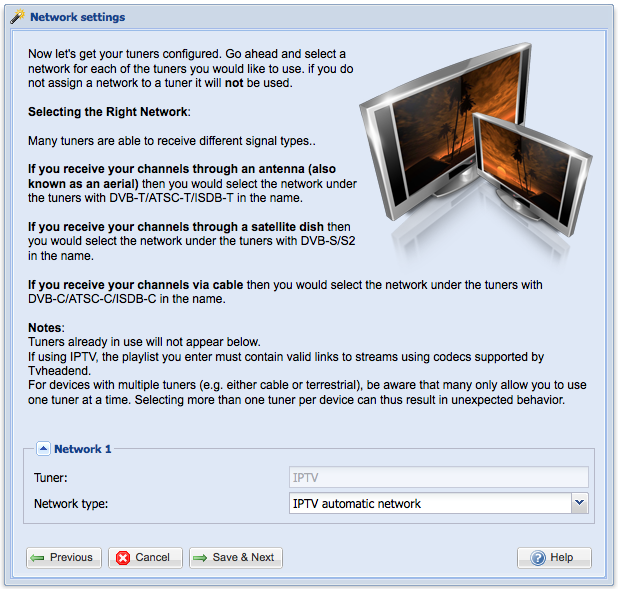 Network settings
Now let's get your tuners configured. Go ahead and select a
network for each of the tuners you would like to use. if you do
not assign a network to a tuner it will not be used.
Selecting the Right Network:
Many tuners are able to receive different signal types..
If you receive your channels through an antenna (also
known as an aerial) then you would select the network under
the tuners with DVB-T/ATSC-T/ISDB-T in the name.
If you receive your channels through a satellite dish then
you would select the network under the tuners with DVB-S/S2
in the name.
If you receive your channels via cable then you would select the network under the tuners with
DVB-C/ATSC-C/ISDB-C in the name.
Notes:
Tuners already in use will not appear below.
If using IPTV, the playlist you enter must contain valid links to streams using codecs supported by
Tvheadend.
For devices with multiple tuners (e.g. either cable or terrestrial), be aware that many only allow you to use
one tuner at a time. Selecting more than one tuner per device can thus result in unexpected behavior.
Network 1
Tuner: IPTV
Network type: IPTV automatic network
Previous Cancel Save & Next Help